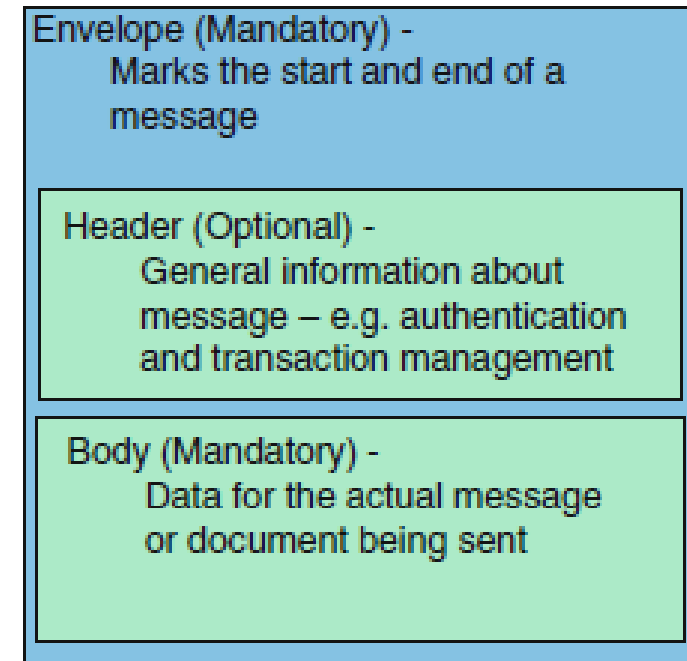 Envelope (Mandatory) -
Marks the start and end of a
message
Header (Optional) -
General information about
message – e.g. authentication
and transaction management
Body (Mandatory) -
Data for the actual message
or document being sent